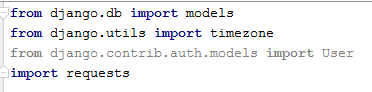 from django.db import models
from django.utils import timezone
from django.contrib.auth.models import User
import requests